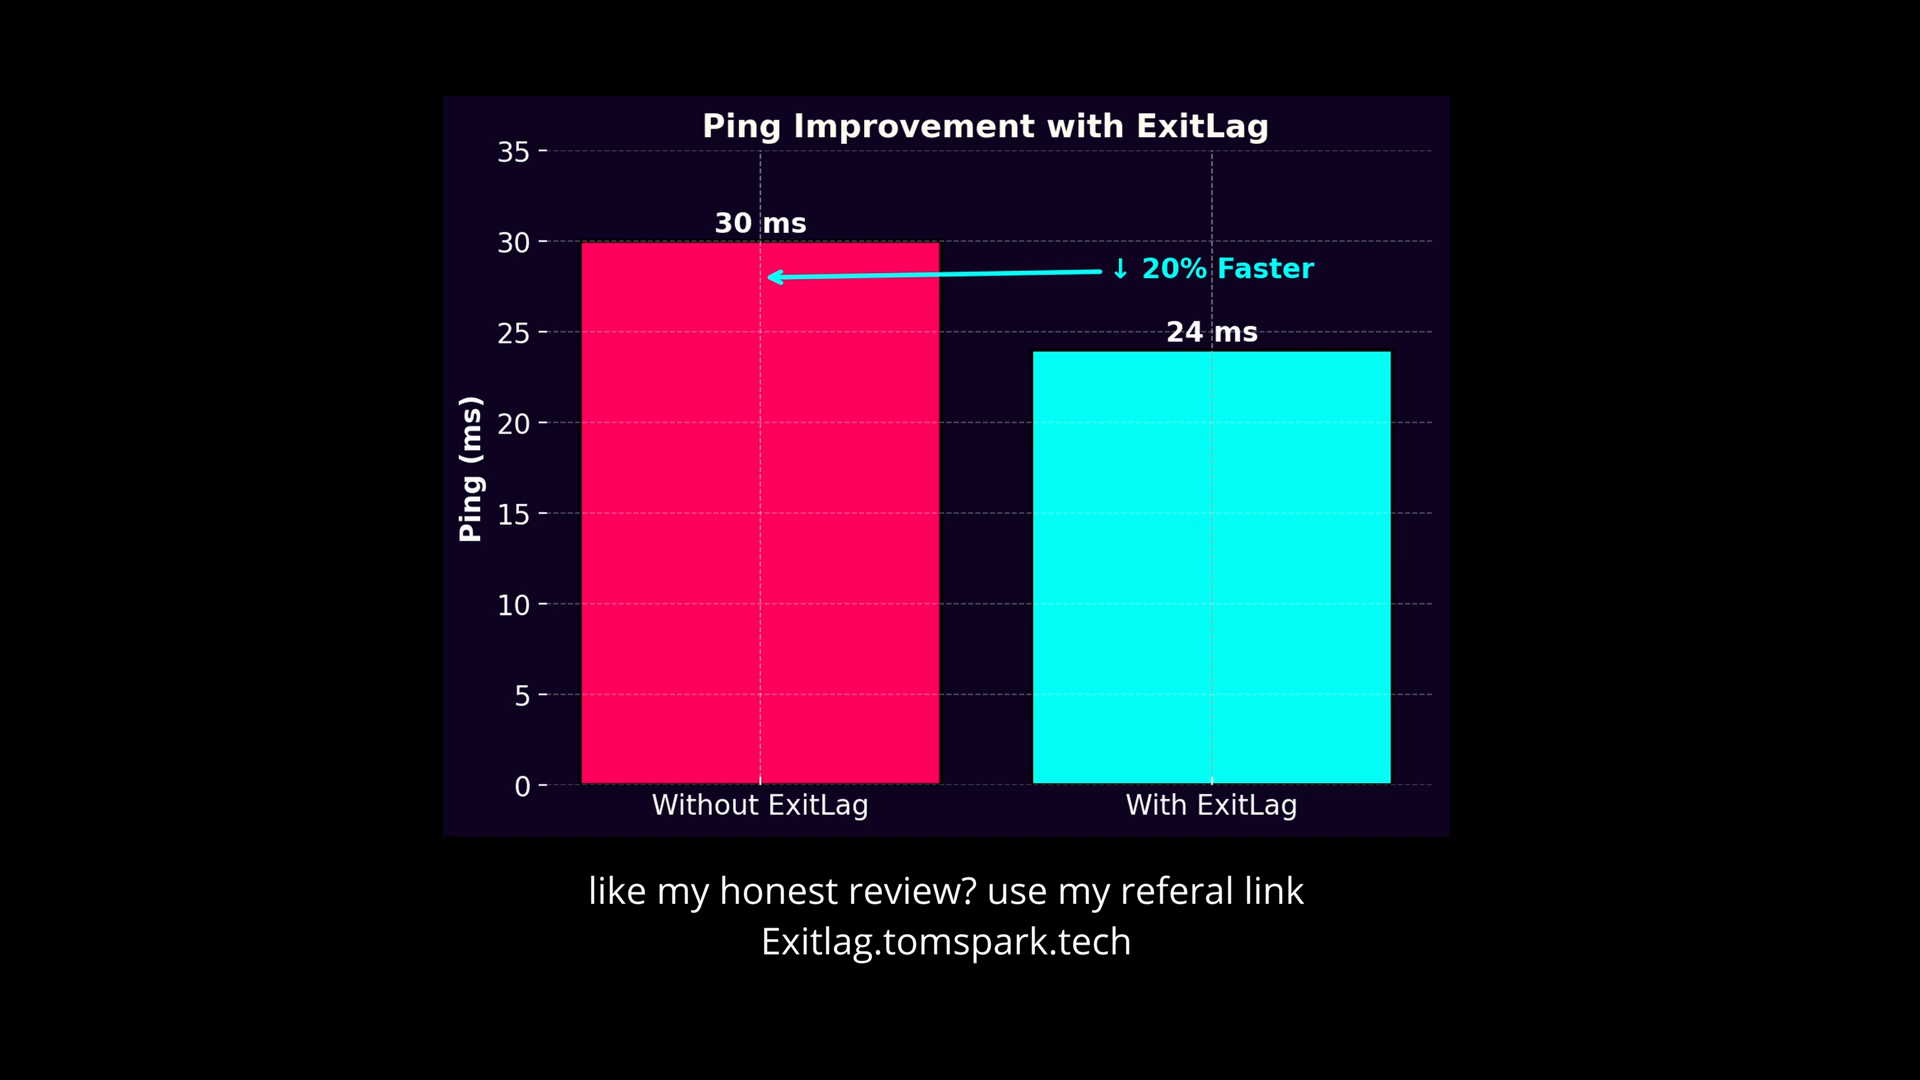 Ping Improvement with ExitLag
35
30
25
20
15
10
5
0
Ping (ms)
30 ms
↓ 20% Faster
24 ms
Without ExitLag
With ExitLag
like my honest review? use my referal link
Exitlag.tomspark.tech